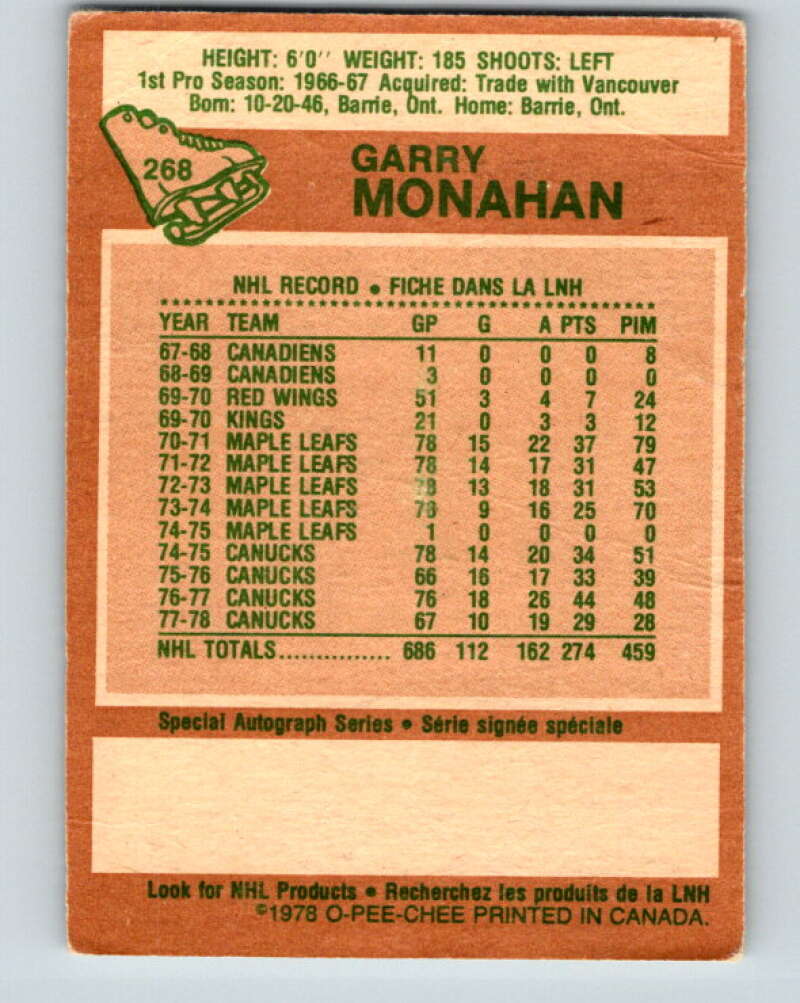 HEIGHT: 6'0'' WEIGHT: 185 SHOOTS: LEFT
1st Pro Season: 1966-67 Acquired: Trade with Vancouver
Born: 10-20-46, Barrie, Ont. Home: Barrie, Ont.
268
GARRY
MONAHAN
NHL RECORD • FICHE DANS LA LNH
YEAR TEAM GP G A PTS PIM
67-68 CANADIENS 11 0 0 0 8
68-69 CANADIENS 3 0 0 0 0
69-70 RED WINGS 51 3 4 7 24
69-70 KINGS 21 0 3 3 12
70-71 MAPLE LEAFS 78 15 22 37 79
71-72 MAPLE LEAFS 78 14 17 31 47
72-73 MAPLE LEAFS 78 13 18 31 53
73-74 MAPLE LEAFS 78 9 16 25 70
74-75 MAPLE LEAFS 1 0 0 0 0
74-75 CANUCKS 78 14 20 34 51
75-76 CANUCKS 66 16 17 33 39
76-77 CANUCKS 76 18 26 44 48
77-78 CANUCKS 67 10 19 29 28
NHL TOTALS............... 686 112 162 274 459
Special Autograph Series • Série signée spéciale
Look for NHL Products • Recherchez les produits de la LNH
©1978 O-PEE-CHEE PRINTED IN CANADA.